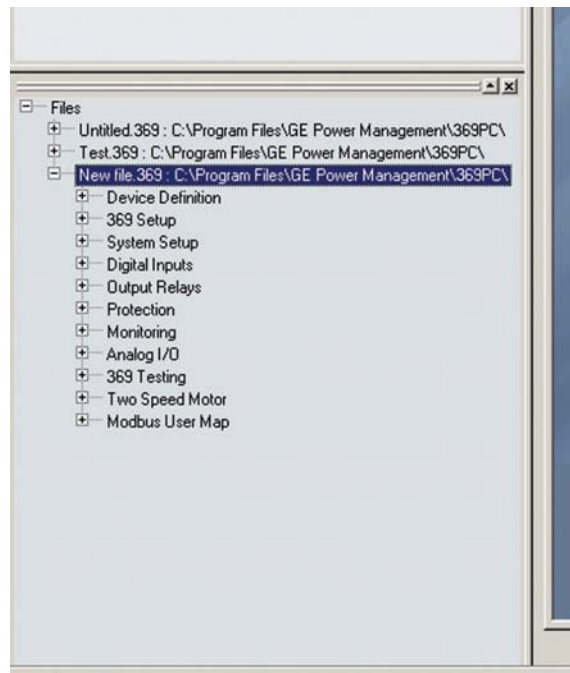 Files
Untitled.369 : C:\Program Files\GE Power Management\369PC\
Test.369 : C:\Program Files\GE Power Management\369PC\
New file.369 : C:\Program Files\GE Power Management\369PC\
Device Definition
369 Setup
System Setup
Digital Inputs
Output Relays
Protection
Monitoring
Analog I/O
369 Testing
Two Speed Motor
Modbus User Map